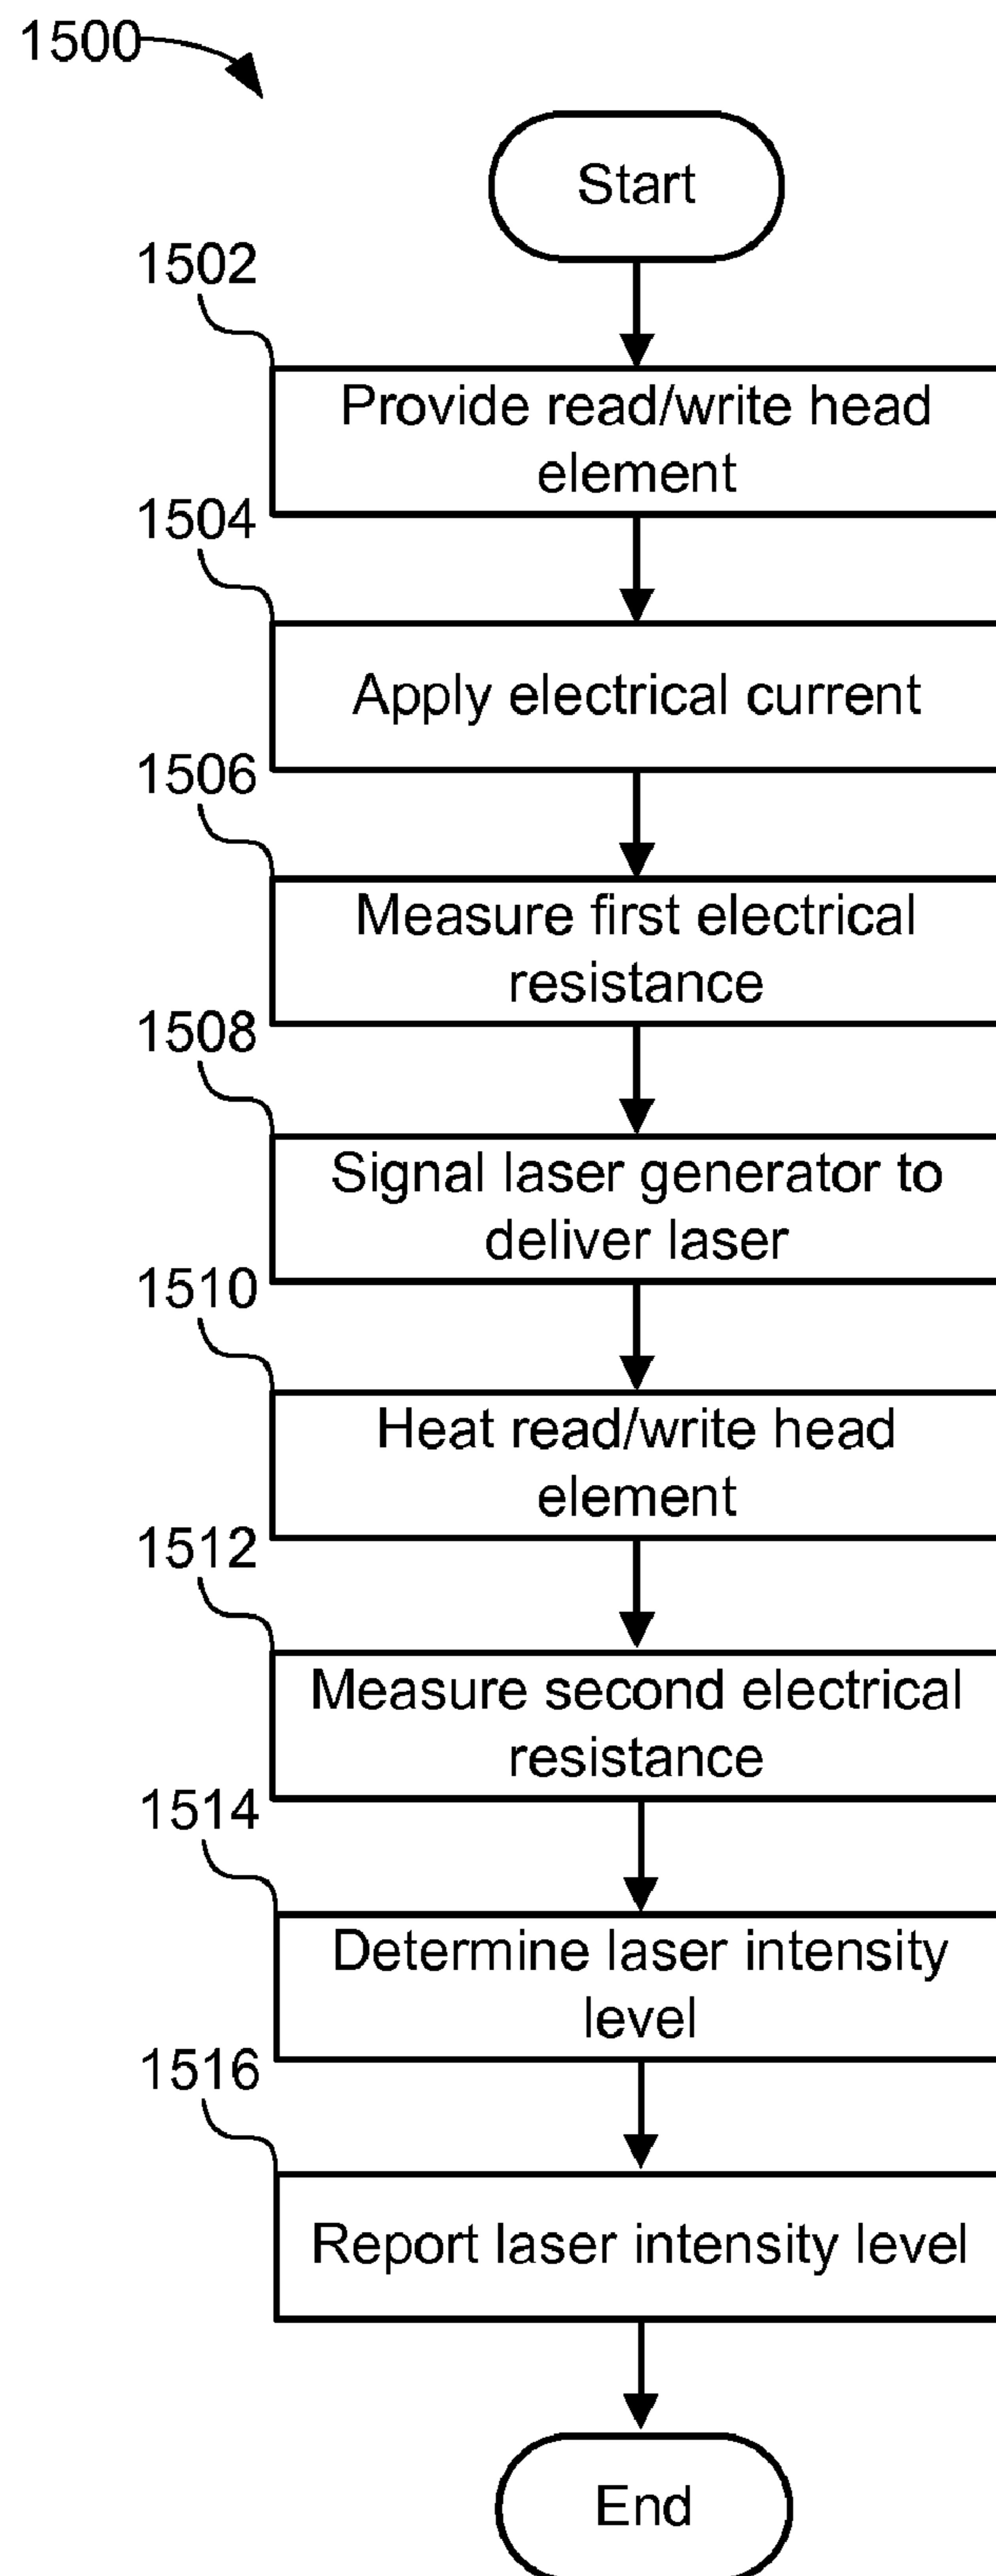 1500
Start
1502
Provide read/write head
element
1504
Apply electrical current
1506
Measure first electrical
resistance
1508
Signal laser generator to
deliver laser
1510
Heat read/write head
element
1512
Measure second electrical
resistance
1514
Determine laser intensity
level
1516
Report laser intensity level
End